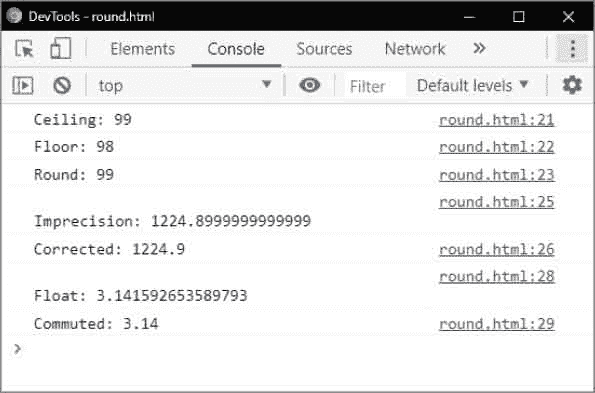 DevTools - round.html
Elements Console Sources Network »
top Filter Default levels
Ceiling: 99 round.html:21
Floor: 98 round.html:22
Round: 99 round.html:23
round.html:25
Imprecision: 1224.8999999999999
Corrected: 1224.9 round.html:26
round.html:28
Float: 3.141592653589793
Commuted: 3.14 round.html:29
>